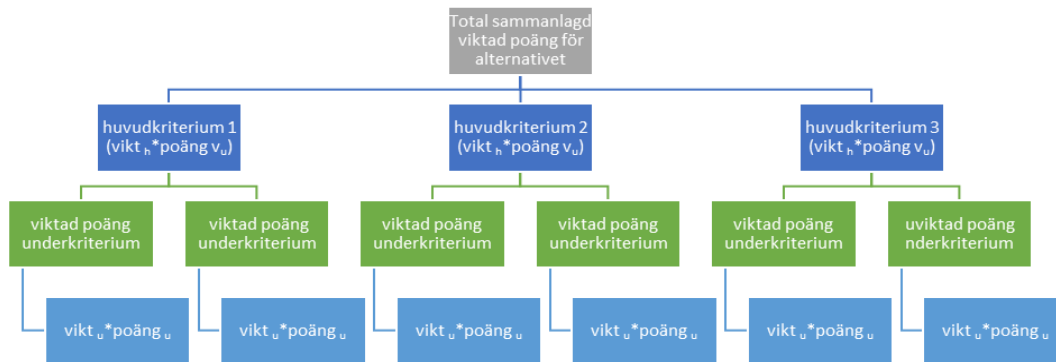 Total sammanlagd
viktad poäng för
alternativet
huvudkriterium 1
(vikt h*poäng vu)
huvudkriterium 2
(vikt h*poäng vu)
huvudkriterium 3
(vikt h*poäng vu)
viktad poäng
underkriterium
viktad poäng
underkriterium
viktad poäng
underkriterium
viktad poäng
underkriterium
viktad poäng
underkriterium
uviktad poäng
nderkriterium
vikt u*poäng u
vikt u*poäng u
vikt u*poäng u
vikt u*poäng u
vikt u*poäng u
vikt u*poäng u